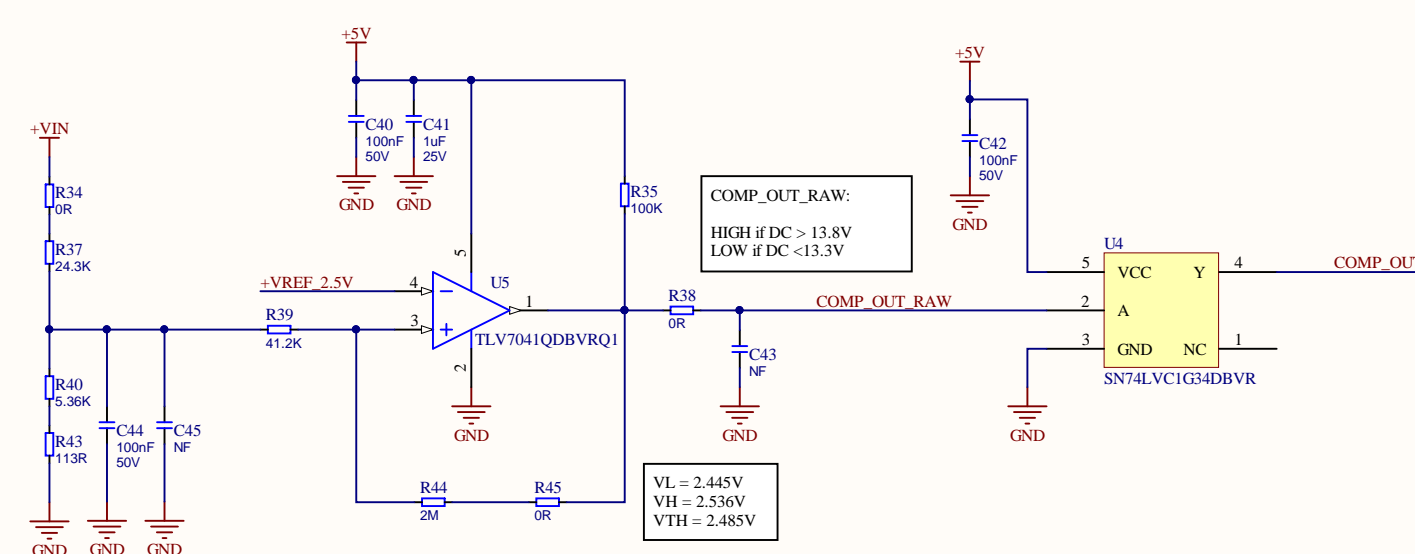 +5V
+5V
+VIN
C40
100nF
50V
C41
1uF
25V
C42
100nF
50V
R34
0R
GND
GND
R35
100K
COMP_OUT_RAW:
HIGH if DC > 13.8V
LOW if DC <13.3V
GND
R37
24.3K
U4
5
VCC
Y
4
COMP_OUT
+VREF_2.5V
4
5
U5
1
R38
0R
COMP_OUT_RAW
2
A
R39
41.2K
3
TLV7041QDBVRQ1
2
C43
NF
3
GND
NC
1
SN74LVC1G34DBVR
R40
5.36K
R43
113R
C44
100nF
50V
C45
NF
GND
GND
GND
R44
2M
R45
0R
VL = 2.445V
VH = 2.536V
VTH = 2.485V
GND
GND
GND